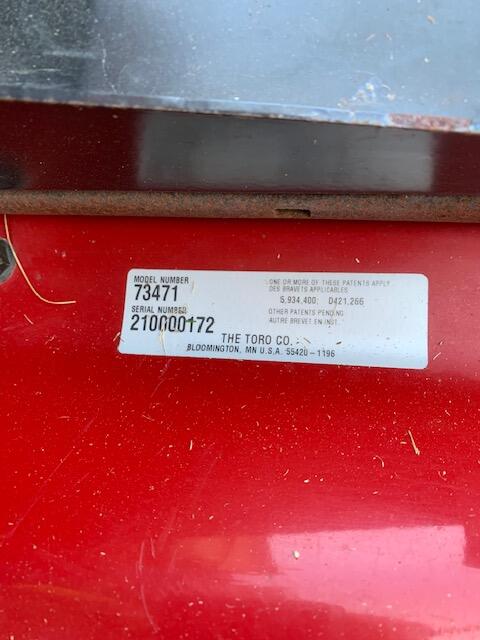 MODEL NUMBER
73471
SERIAL NUMBER
210000172
ONE OR MORE OF THESE PATENTS APPLY
DES BRAVETS APPLICABLES
5,934,400; D421,266
OTHER PATENTS PENDING
AUTRE BREVET EN INST.
THE TORO CO.
BLOOMINGTON, MN U.S.A. 55420-1196